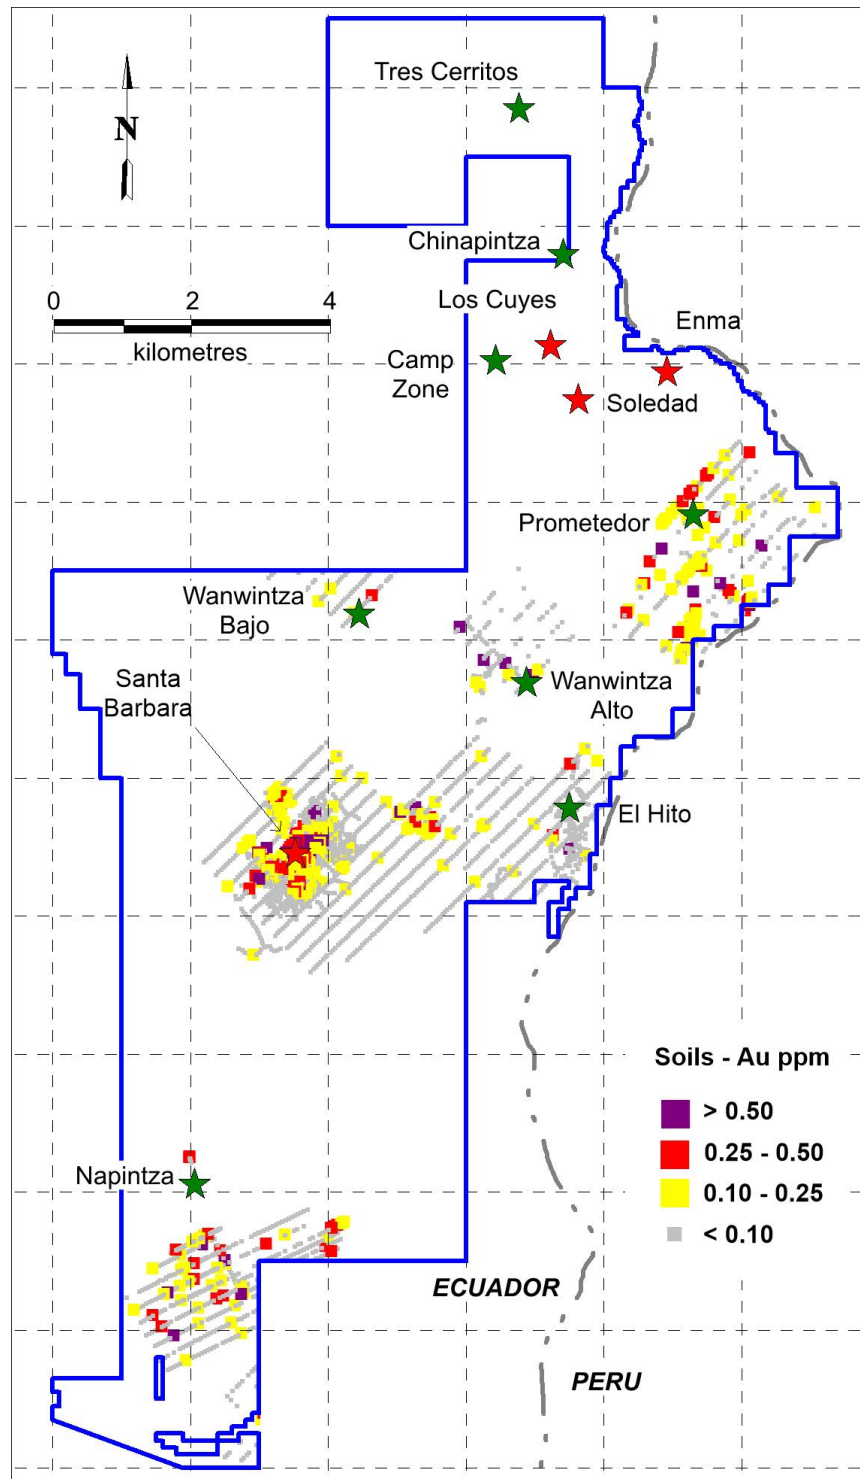 Tres Cerritos
N
Chinapintza
0 2 4
kilometres
Los Cuyes
Enma
Camp
Zone
Soledad
Prometedor
Wanwintza
Bajo
Santa
Barbara
Wanwintza
Alto
El Hito
Soils - Au ppm
> 0.50
0.25 - 0.50
0.10 - 0.25
< 0.10
Napintza
ECUADOR
PERU